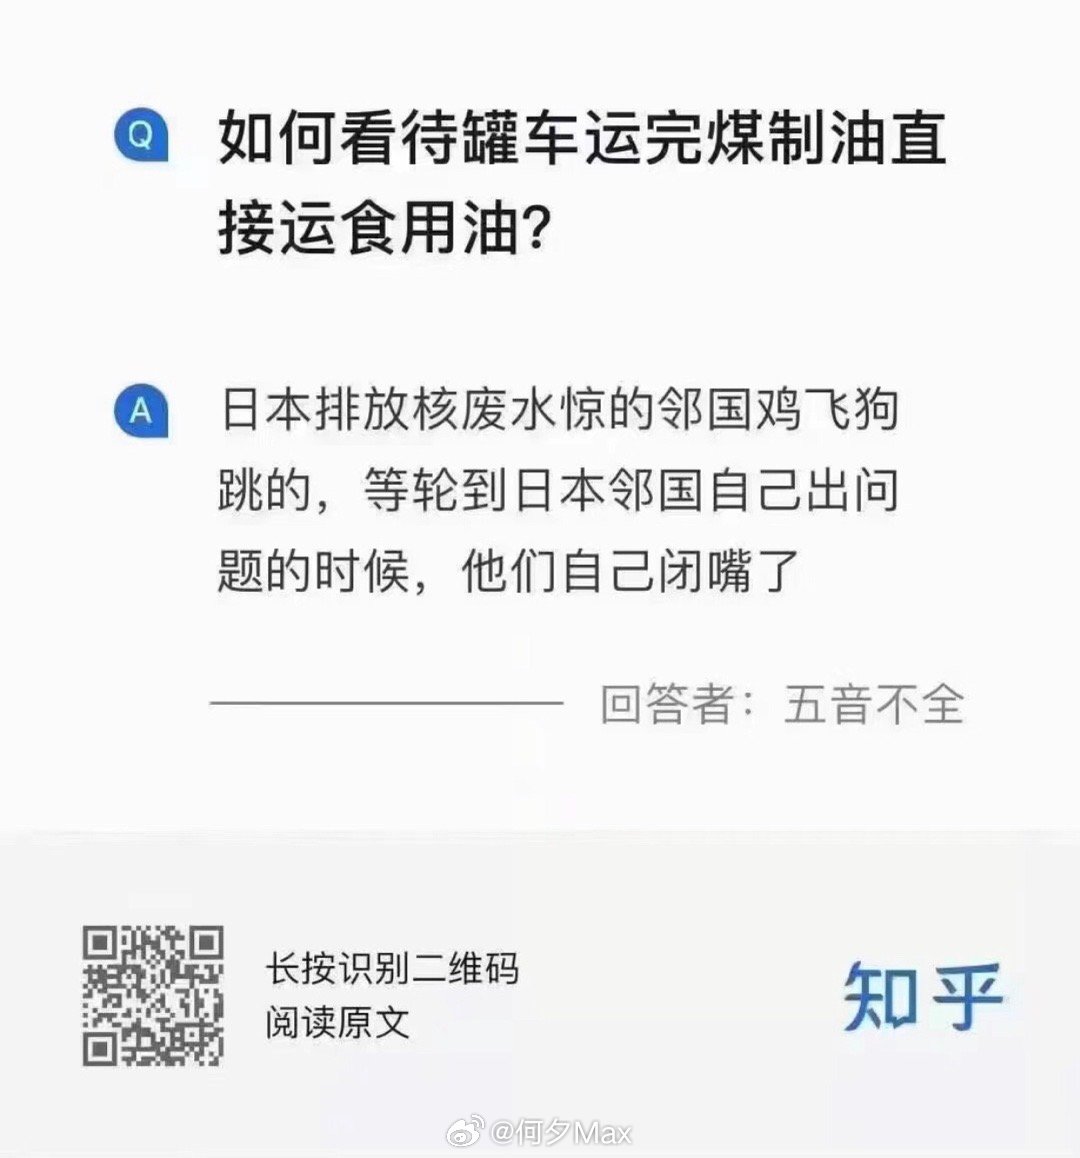 Q 如何看待罐车运完煤制油直
接运食用油？
A 日本排放核废水惊的邻国鸡飞狗
跳的，等轮到日本邻国自己出问
题的时候，他们自己闭嘴了
回答者：五音不全
长按识别二维码
阅读原文
知乎
@何夕Max